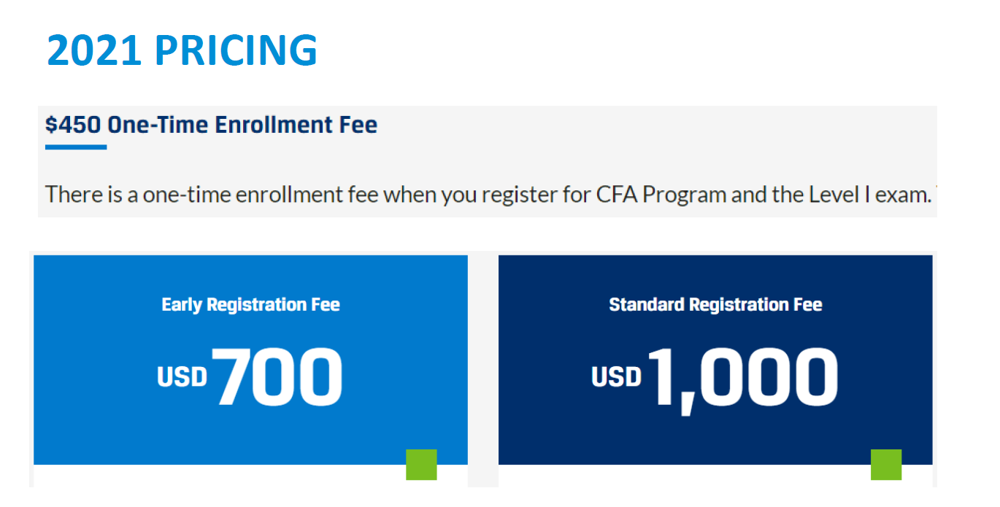 2021 PRICING
$450 One-Time Enrollment Fee
There is a one-time enrollment fee when you register for CFA Program and the Level I exam.
Early Registration Fee
USD 700
Standard Registration Fee
USD 1,000